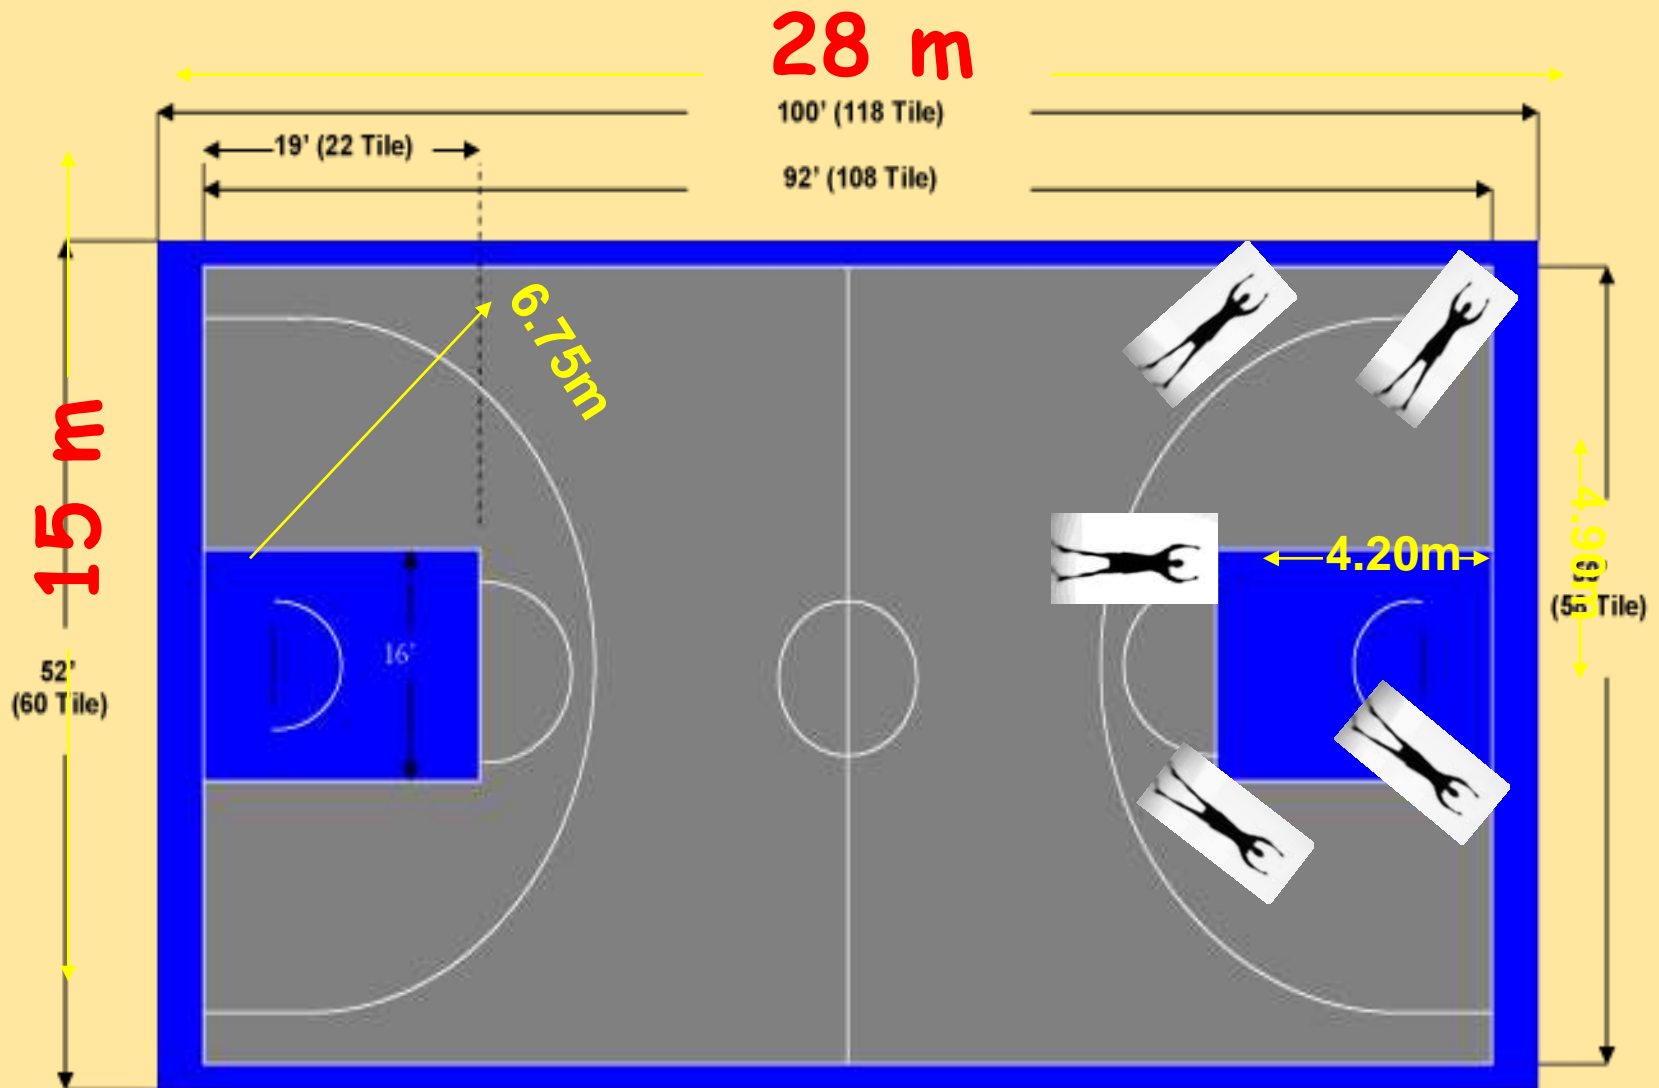 28 m
100' (118 Tile)
19' (22 Tile)
92' (108 Tile)
6.75m
15 m
4.20m
4.90m
Tile)
16'
52'
(60 Tile)